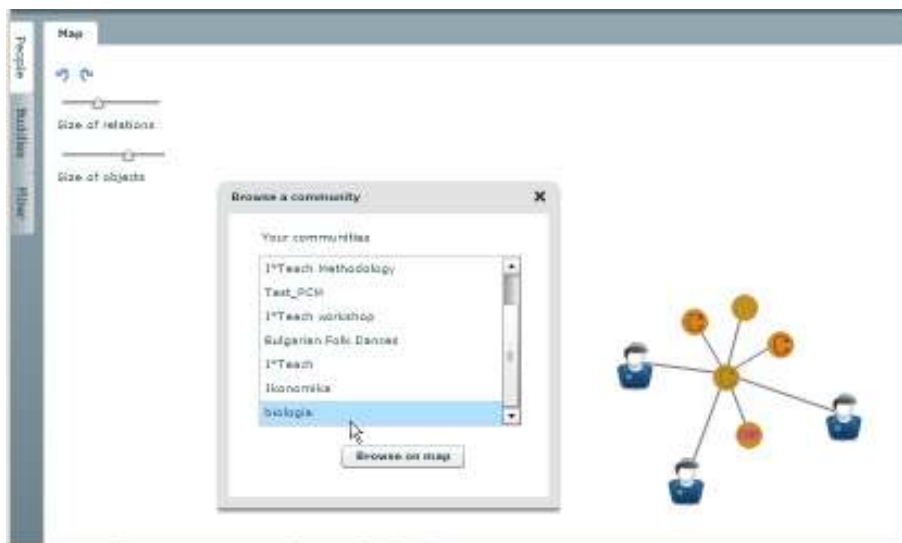 People
Buddies
Filter
Map
Size of relations
Size of objects
Browse a community
Your communities
I*Teach Methodology
Test_PCM
I*Teach workshop
Bulgarian Folk Dances
I*Teach
Ikonomika
biologia
Browse on map